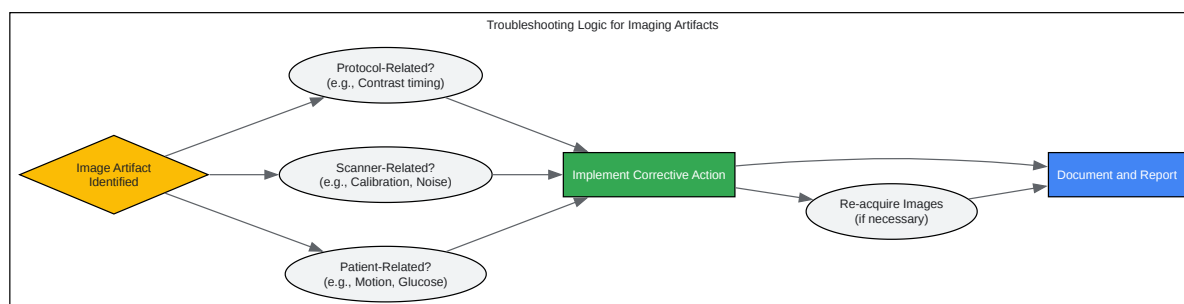 Troubleshooting Logic for Imaging Artifacts
Protocol-Related?
(e.g., Contrast timing)
Image Artifact
Identified
Scanner-Related?
(e.g., Calibration, Noise)
Patient-Related?
(e.g., Motion, Glucose)
Implement Corrective Action
Re-acquire Images
(if necessary)
Document and Report